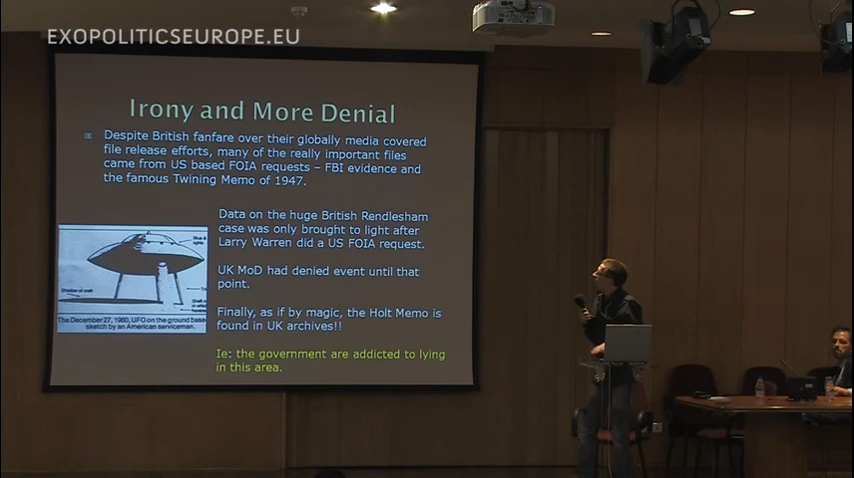 EXOPOLITICSEUROPE.EU
Irony and More Denial
Despite British fanfare over their globally media covered
file release efforts, many of the really important files
came from US based FOIA requests – FBI evidence and
the famous Twining Memo of 1947.
Data on the huge British Rendlesham
case was only brought to light after
Larry Warren did a US FOIA request.
UK MoD had denied event until that
point.
Finally, as if by magic, the Holt Memo is
found in UK archives!!
Ie: the government are addicted to lying
in this area.
Shadow of craft
The December 27, 1980, UFO on the ground
sketch by an American serviceman.